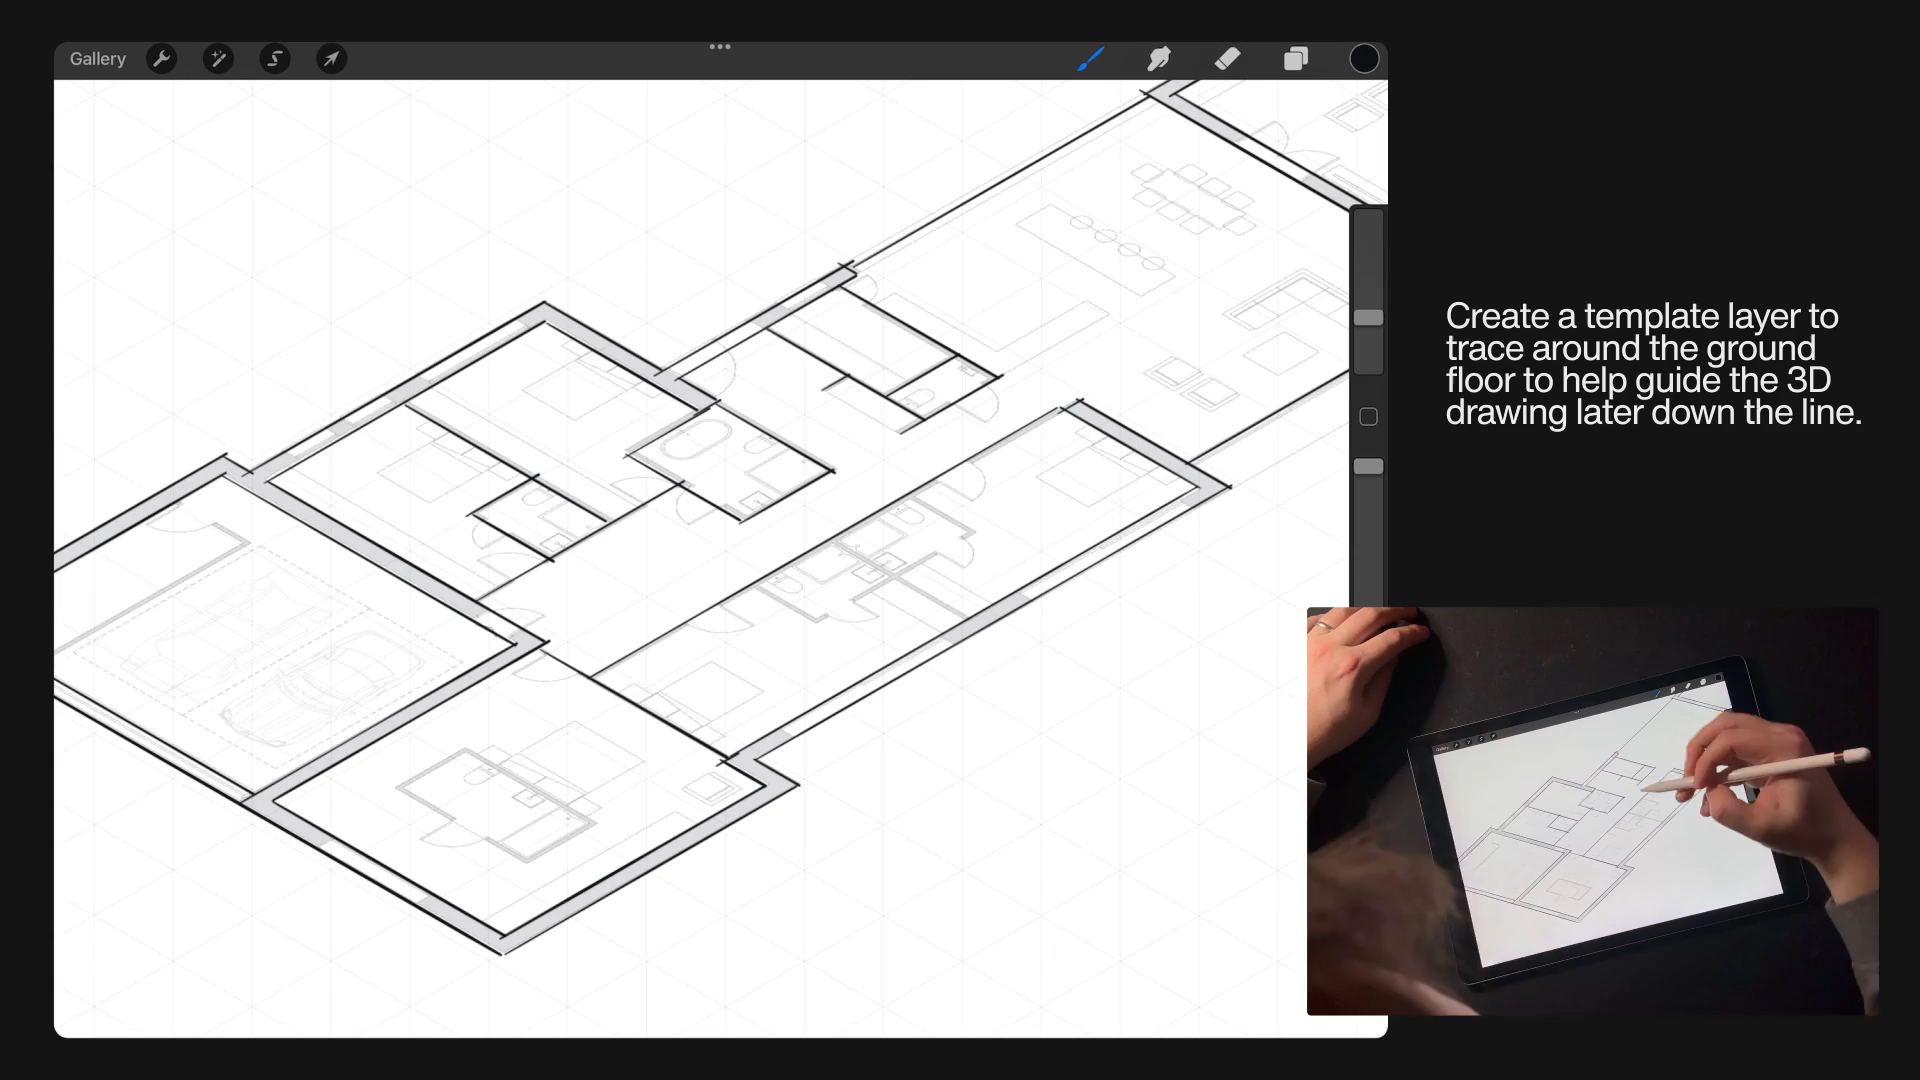 Gallery
Create a template layer to
trace around the ground
floor to help guide the 3D
drawing later down the line.